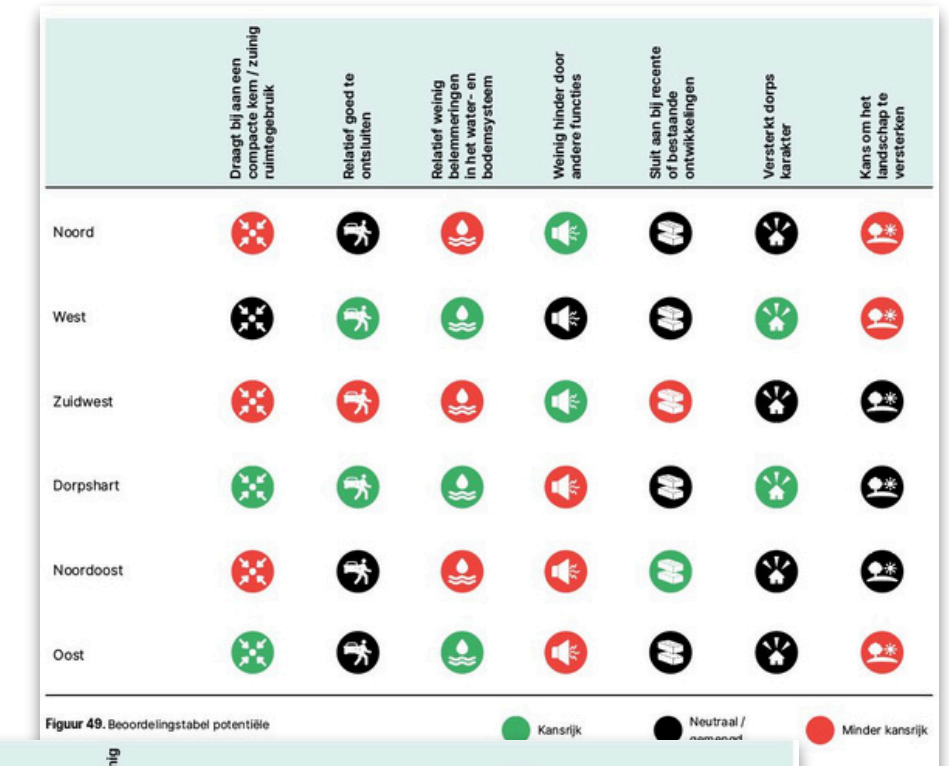 Draagt bij aan een
compacte kern / zuinig
ruimtegebruik
Relatief goed te
ontsluiten
Relatief weinig
belemmeringen
in het water- en
bodemsysteem
Weinig hinder door
andere functies
Sluit aan bij recente
of bestaande
ontwikkelingen
Versterkt dorps
karakter
Kans om het
landschap te
versterken
Noord
West
Zuidwest
Dorpshart
Noordoost
Oost
Figuur 49. Beoordelingstabel potentiële
Kansrijk
Neutraal /
gemengd
Minder kansrijk